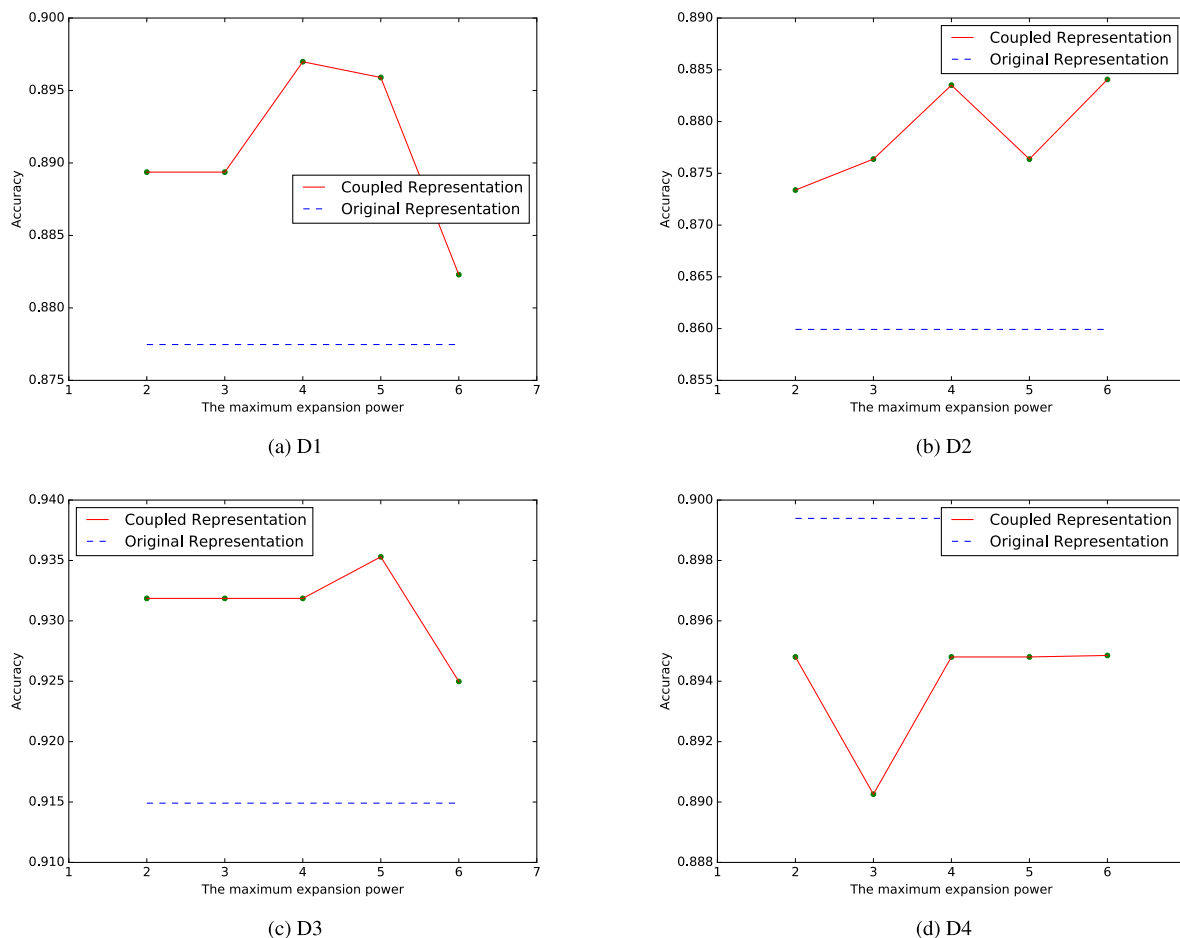 0.900
0.895
0.890
0.885
0.880
0.875
Accuracy
Coupled Representation
Original Representation
1 2 3 4 5 6 7
The maximum expansion power
(a) D1
0.890
0.885
0.880
0.875
0.870
0.865
0.860
0.855
Accuracy
Coupled Representation
Original Representation
1 2 3 4 5 6
The maximum expansion power
(b) D2
0.940
0.935
0.930
0.925
0.920
0.915
0.910
Accuracy
Coupled Representation
Original Representation
1 2 3 4 5 6 7
The maximum expansion power
(c) D3
0.900
0.898
0.896
0.894
0.892
0.890
0.888
Accuracy
Coupled Representation
Original Representation
1 2 3 4 5 6
The maximum expansion power
(d) D4